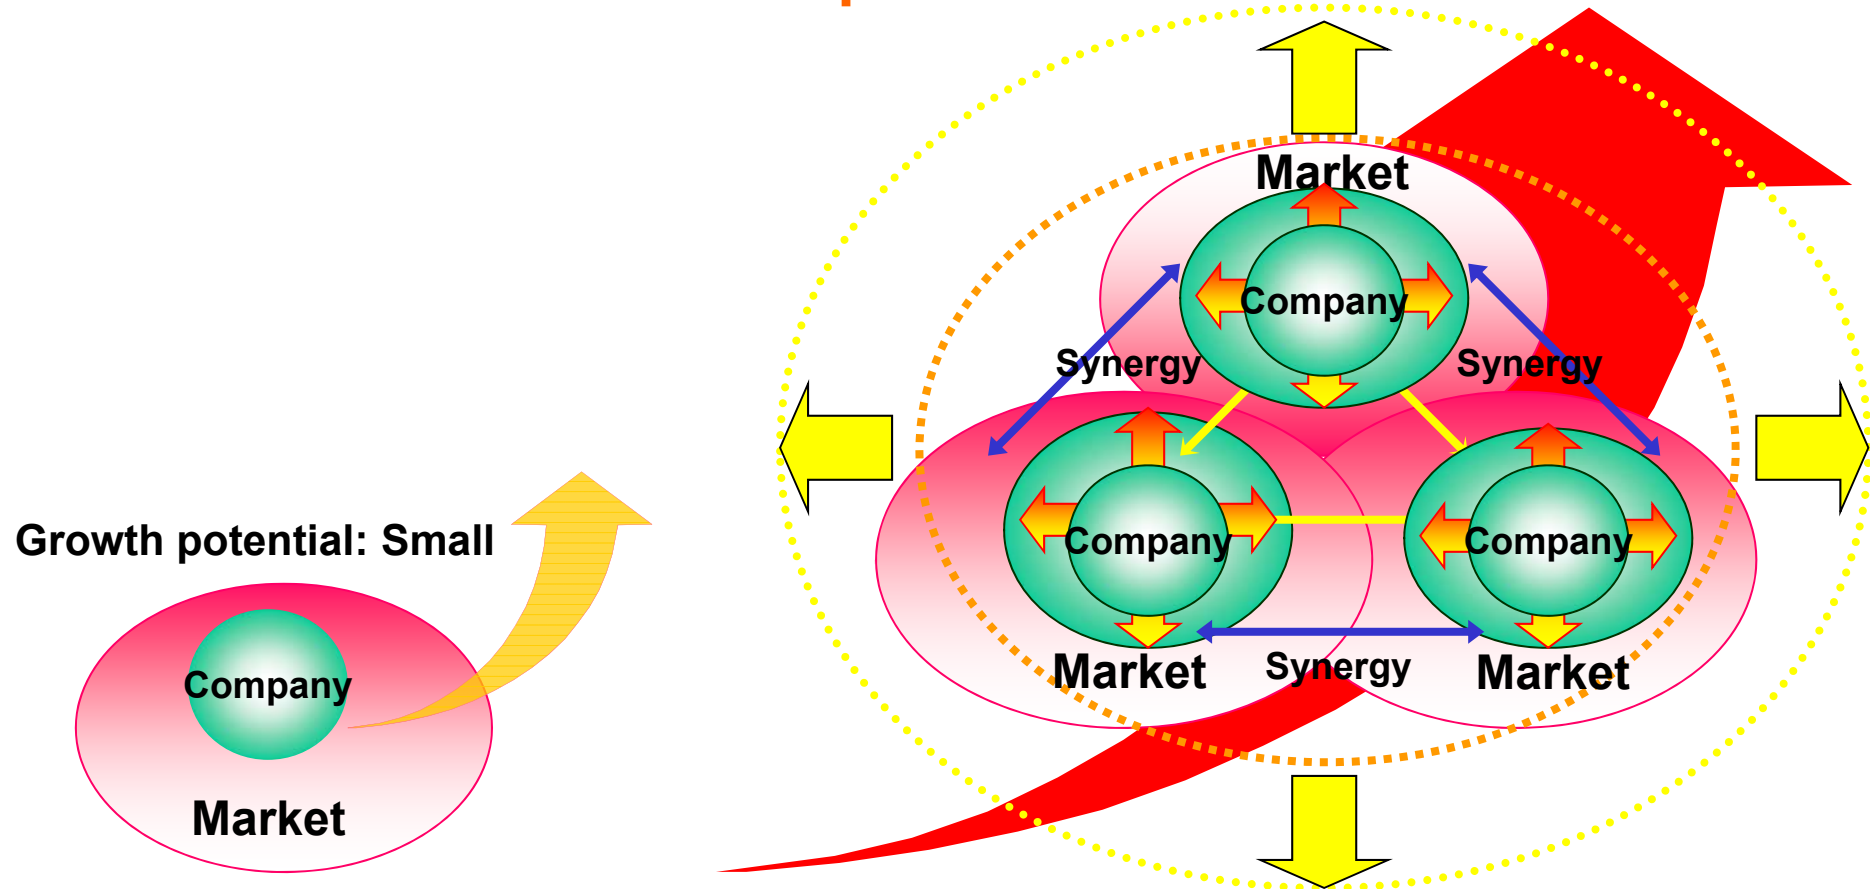 Growth potential: Small
Company
Market
Market
Company
Synergy
Synergy
Company
Company
Market
Synergy
Market